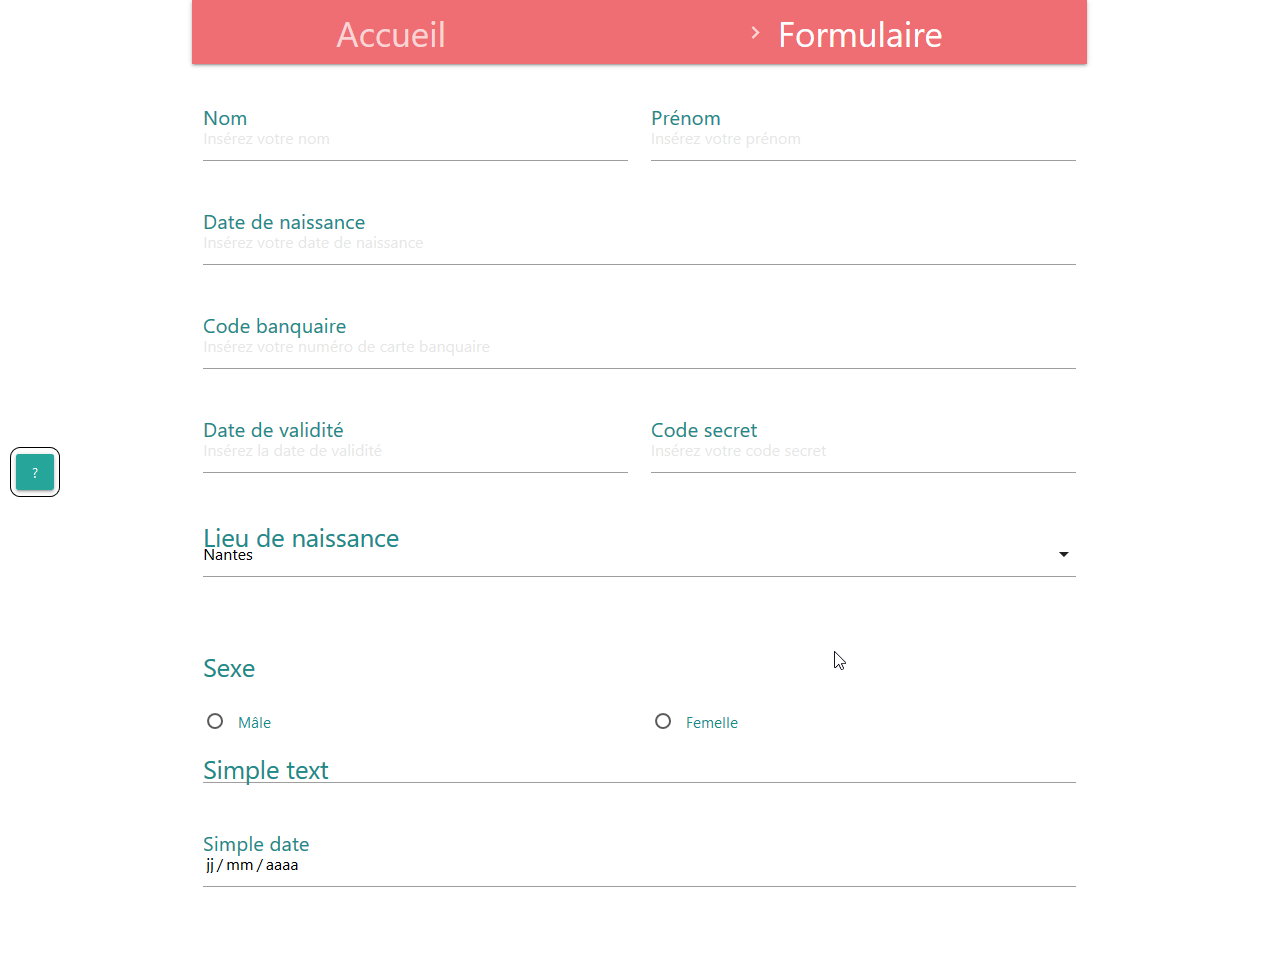 Accueil
Formulaire
Nom
Prénom
Insérez votre nom
Insérez votre prénom
Date de naissance
Insérez votre date de naissance
Code banquaire
Insérez votre numéro de carte banquaire
Date de validité
Code secret
Insérez la date de validité
Insérez votre code secret
?
Lieu de naissance
Nantes
Sexe
Mâle
Femelle
Simple text
Simple date
jj/mm/aaaa